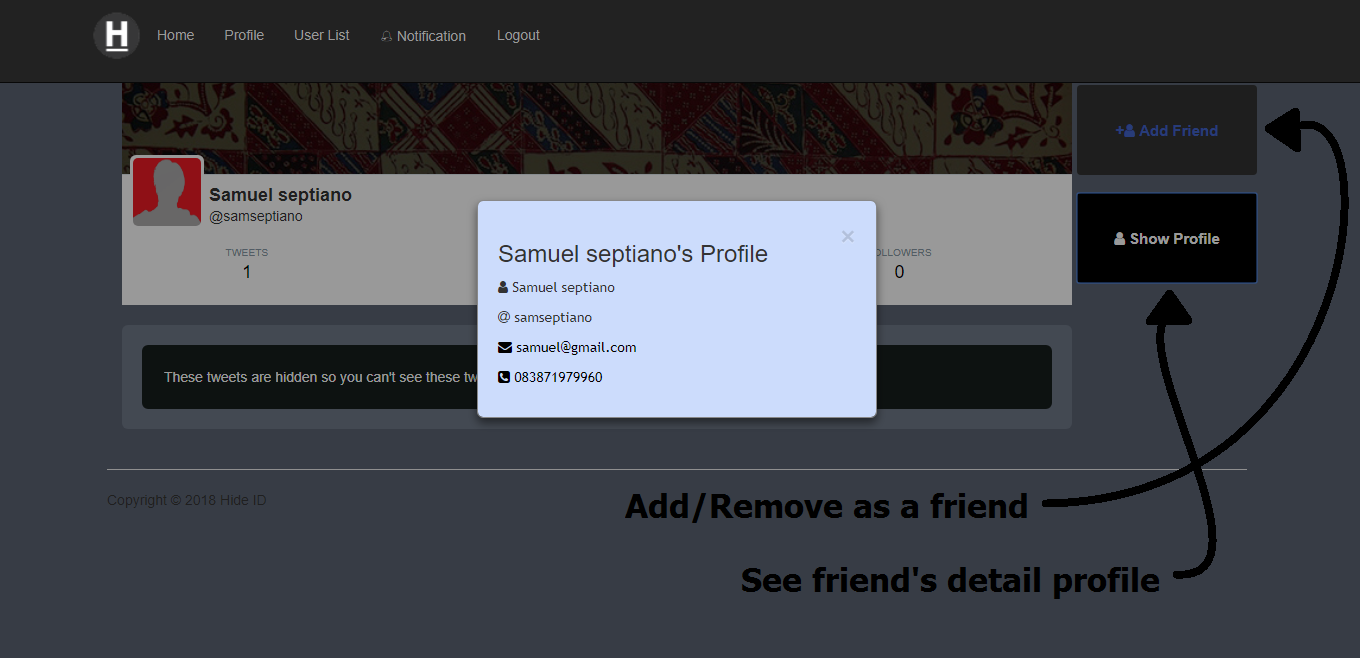 H Home Profile User List Notification Logout
Add Friend
Samuel septiano
@samseptiano
Show Profile
TWEETS
1
OLLOWERS
0
×
Samuel septiano's Profile
Samuel septiano
@ samseptiano
samuel@gmail.com
083871979960
These tweets are hidden so you can't see these tw
Copyright © 2018 Hide ID
Add/Remove as a friend
See friend's detail profile